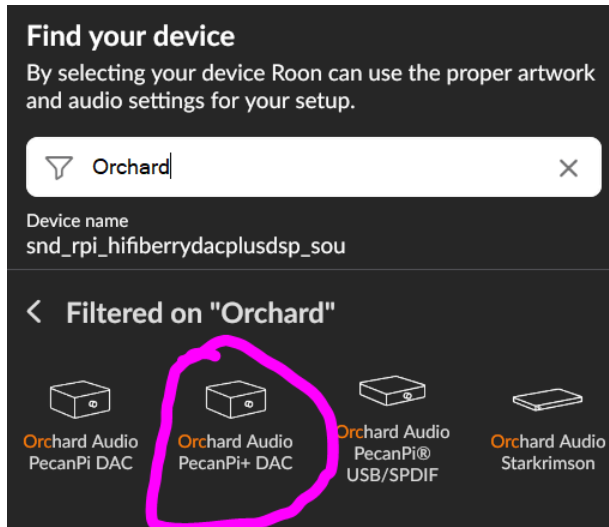 Find your device
By selecting your device Roon can use the proper artwork
and audio settings for your setup.
Orchard
Device name
snd_rpi_hifiberrydacplusdsp_sou
Filtered on "Orchard"
Orchard Audio
PecanPi DAC
Orchard Audio
PecanPi+ DAC
Orchard Audio
PecanPi®
USB/SPDIF
Orchard Audio
Starkrimson